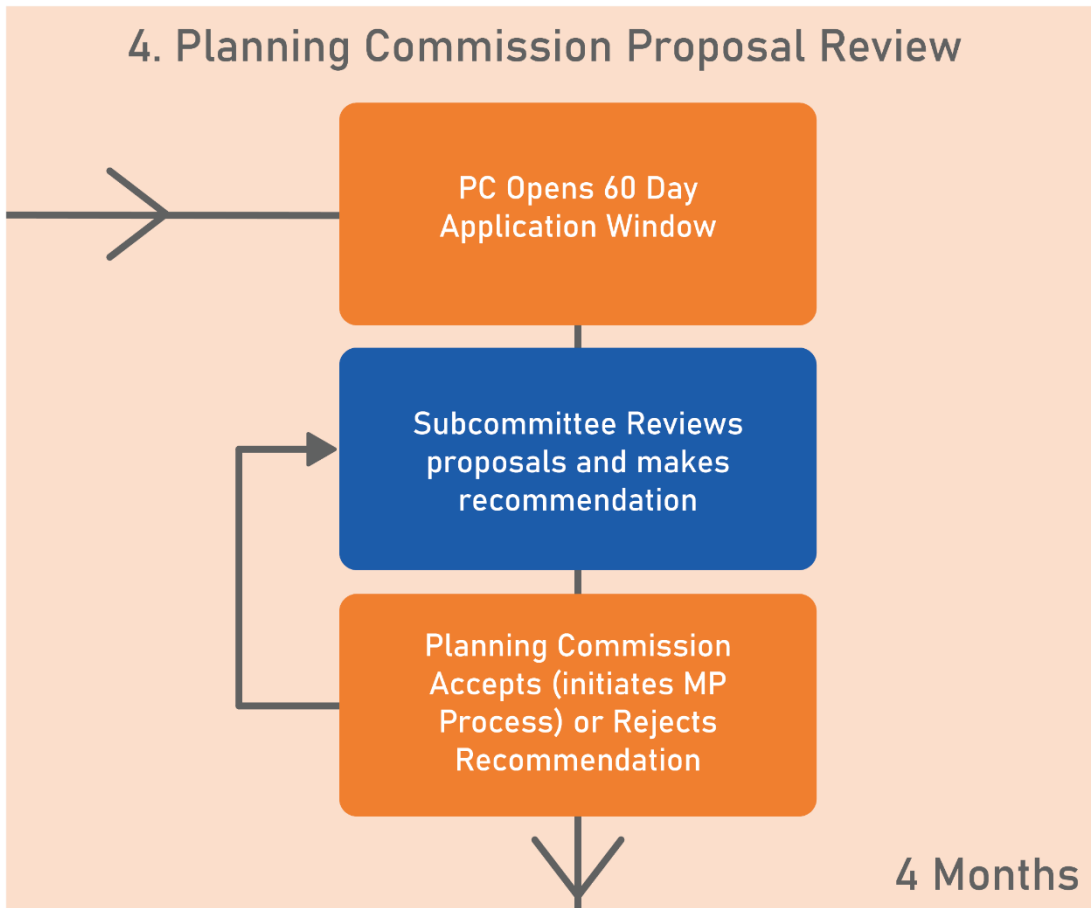 4. Planning Commission Proposal Review
PC Opens 60 Day
Application Window
Subcommittee Reviews
proposals and makes
recommendation
Planning Commission
Accepts (initiates MP
Process) or Rejects
Recommendation
4 Months